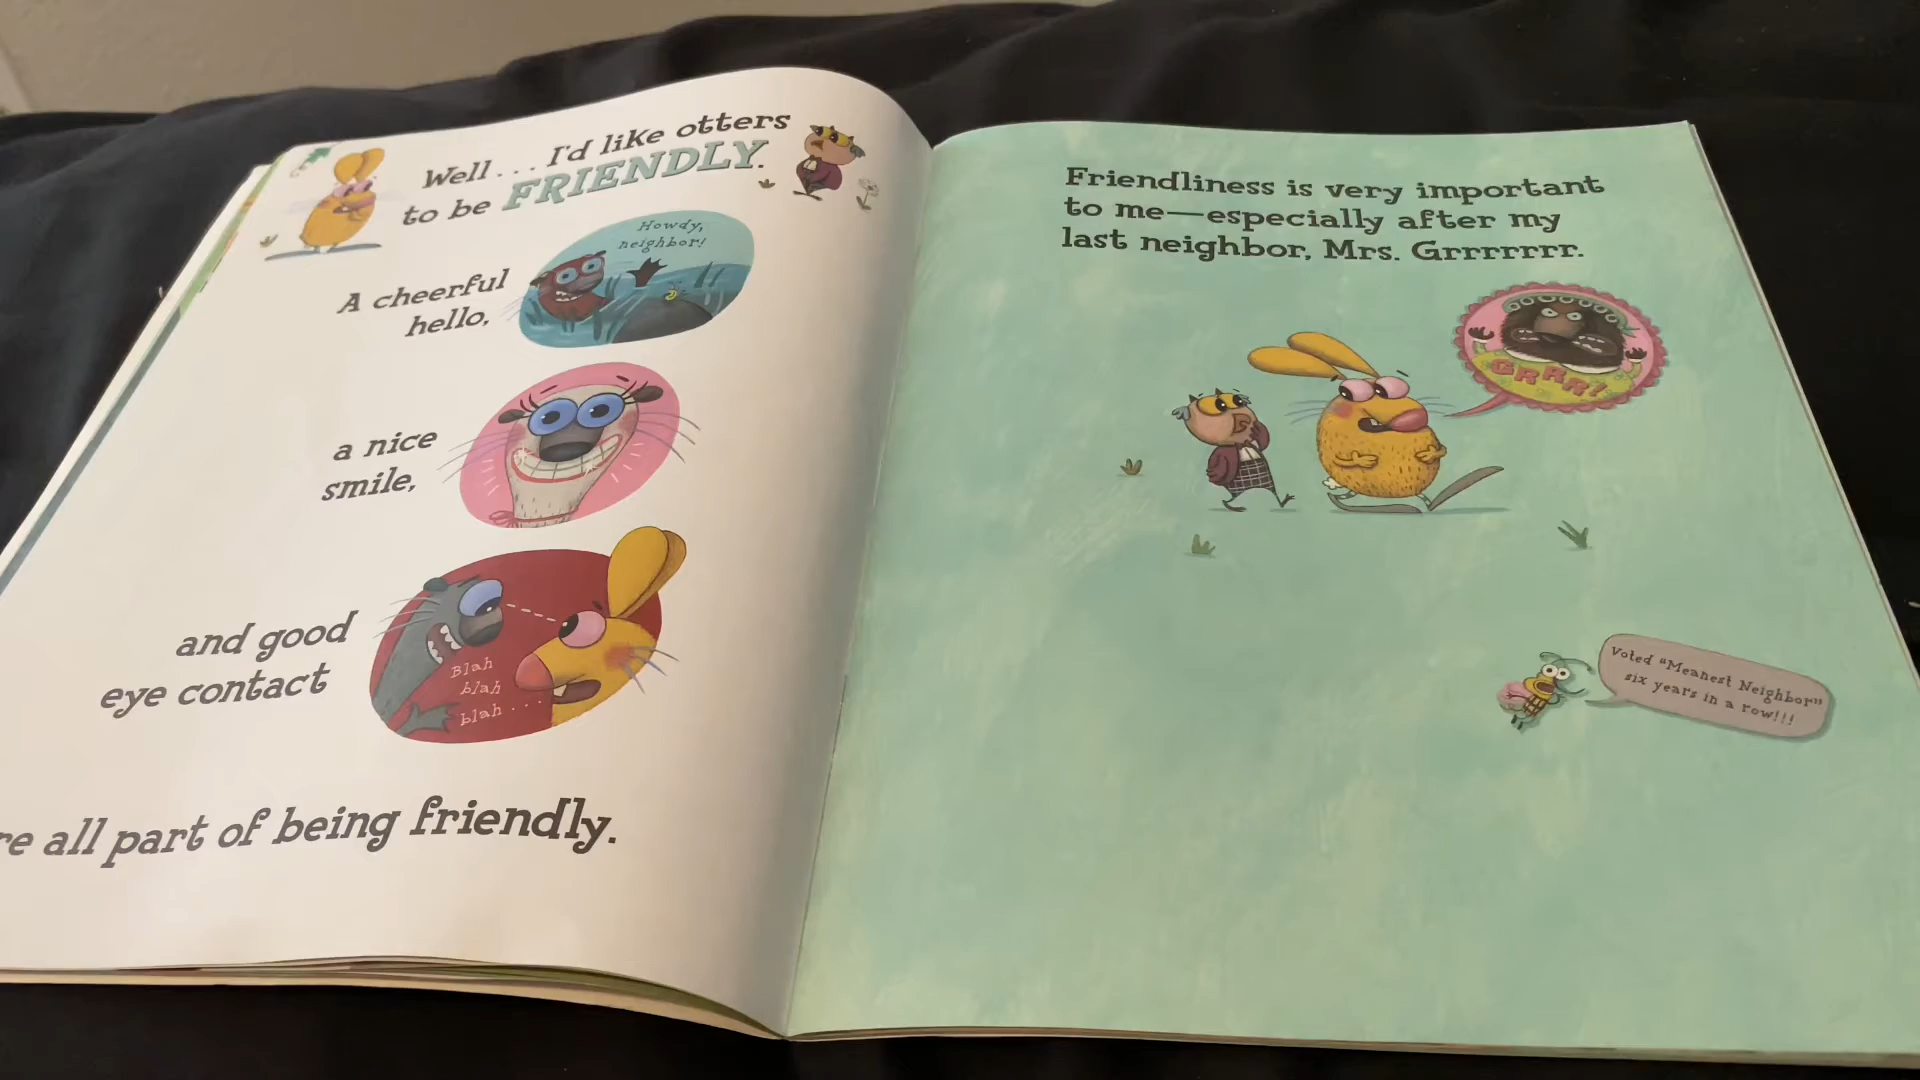 Well . . . I'd like otters
to be FRIENDLY.
Howdy,
neighbor!
A cheerful
hello,
a nice
smile,
and good
eye contact
Blah
blah
blah . . .
re all part of being friendly.
Friendliness is very important
to me—especially after my
last neighbor, Mrs. Grrrrrrr.
GRRR!
Voted "Meanest Neighbor"
six years in a row!!!